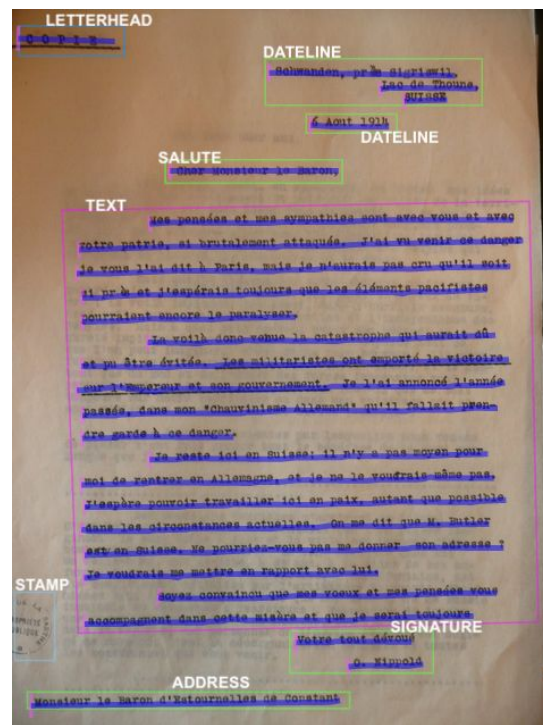 LETTERHEAD
COPIE
DATELINE
Schwanden, près Sigriswil,
Lac de Thoune,
SUISSE
6 Aout 1914
DATELINE
SALUTE
Cher Monsieur le Baron,
TEXT
Mes pensées et mes sympathies sont avec vous et avec
votre patrie, si brutalement attaqués. J'ai vu venir ce danger
je vous l'ai dit à Paris, mais je n'aurais pas cru qu'il soit
si près et j'espérais toujours que les éléments pacifistes
pourraient encore le paralyser.
La voilà donc venue la catastrophe qui aurait dû
et pu être évitée. Les militaristes ont emporté la victoire
sur l'Empereur et son gouvernement. Je l'ai annoncé l'année
passée, dans mon "Chauvinisme Allemand" qu'il fallait pren-
dre garde à ce danger.
Je reste ici en Suisse: il n'y a pas moyen pour
moi de rentrer en Allemagne, et je ne le voudrais même pas.
J'espère pouvoir travailler ici en paix, autant que possible
dans les circonstances actuelles. On me dit que M. Butler
est en Suisse. Ne pourriez-vous pas me donner son adresse ?
Je voudrais me mettre en rapport avec lui.
Soyez convaincu que mes voeux et mes pensées vous
accompagnent dans cette misère et que je serai toujours
STAMP
DE LA
SIGNATURE
Votre tout dévoué
O. Nippold
ADDRESS
Monsieur le Baron d'Estournelles de Constant